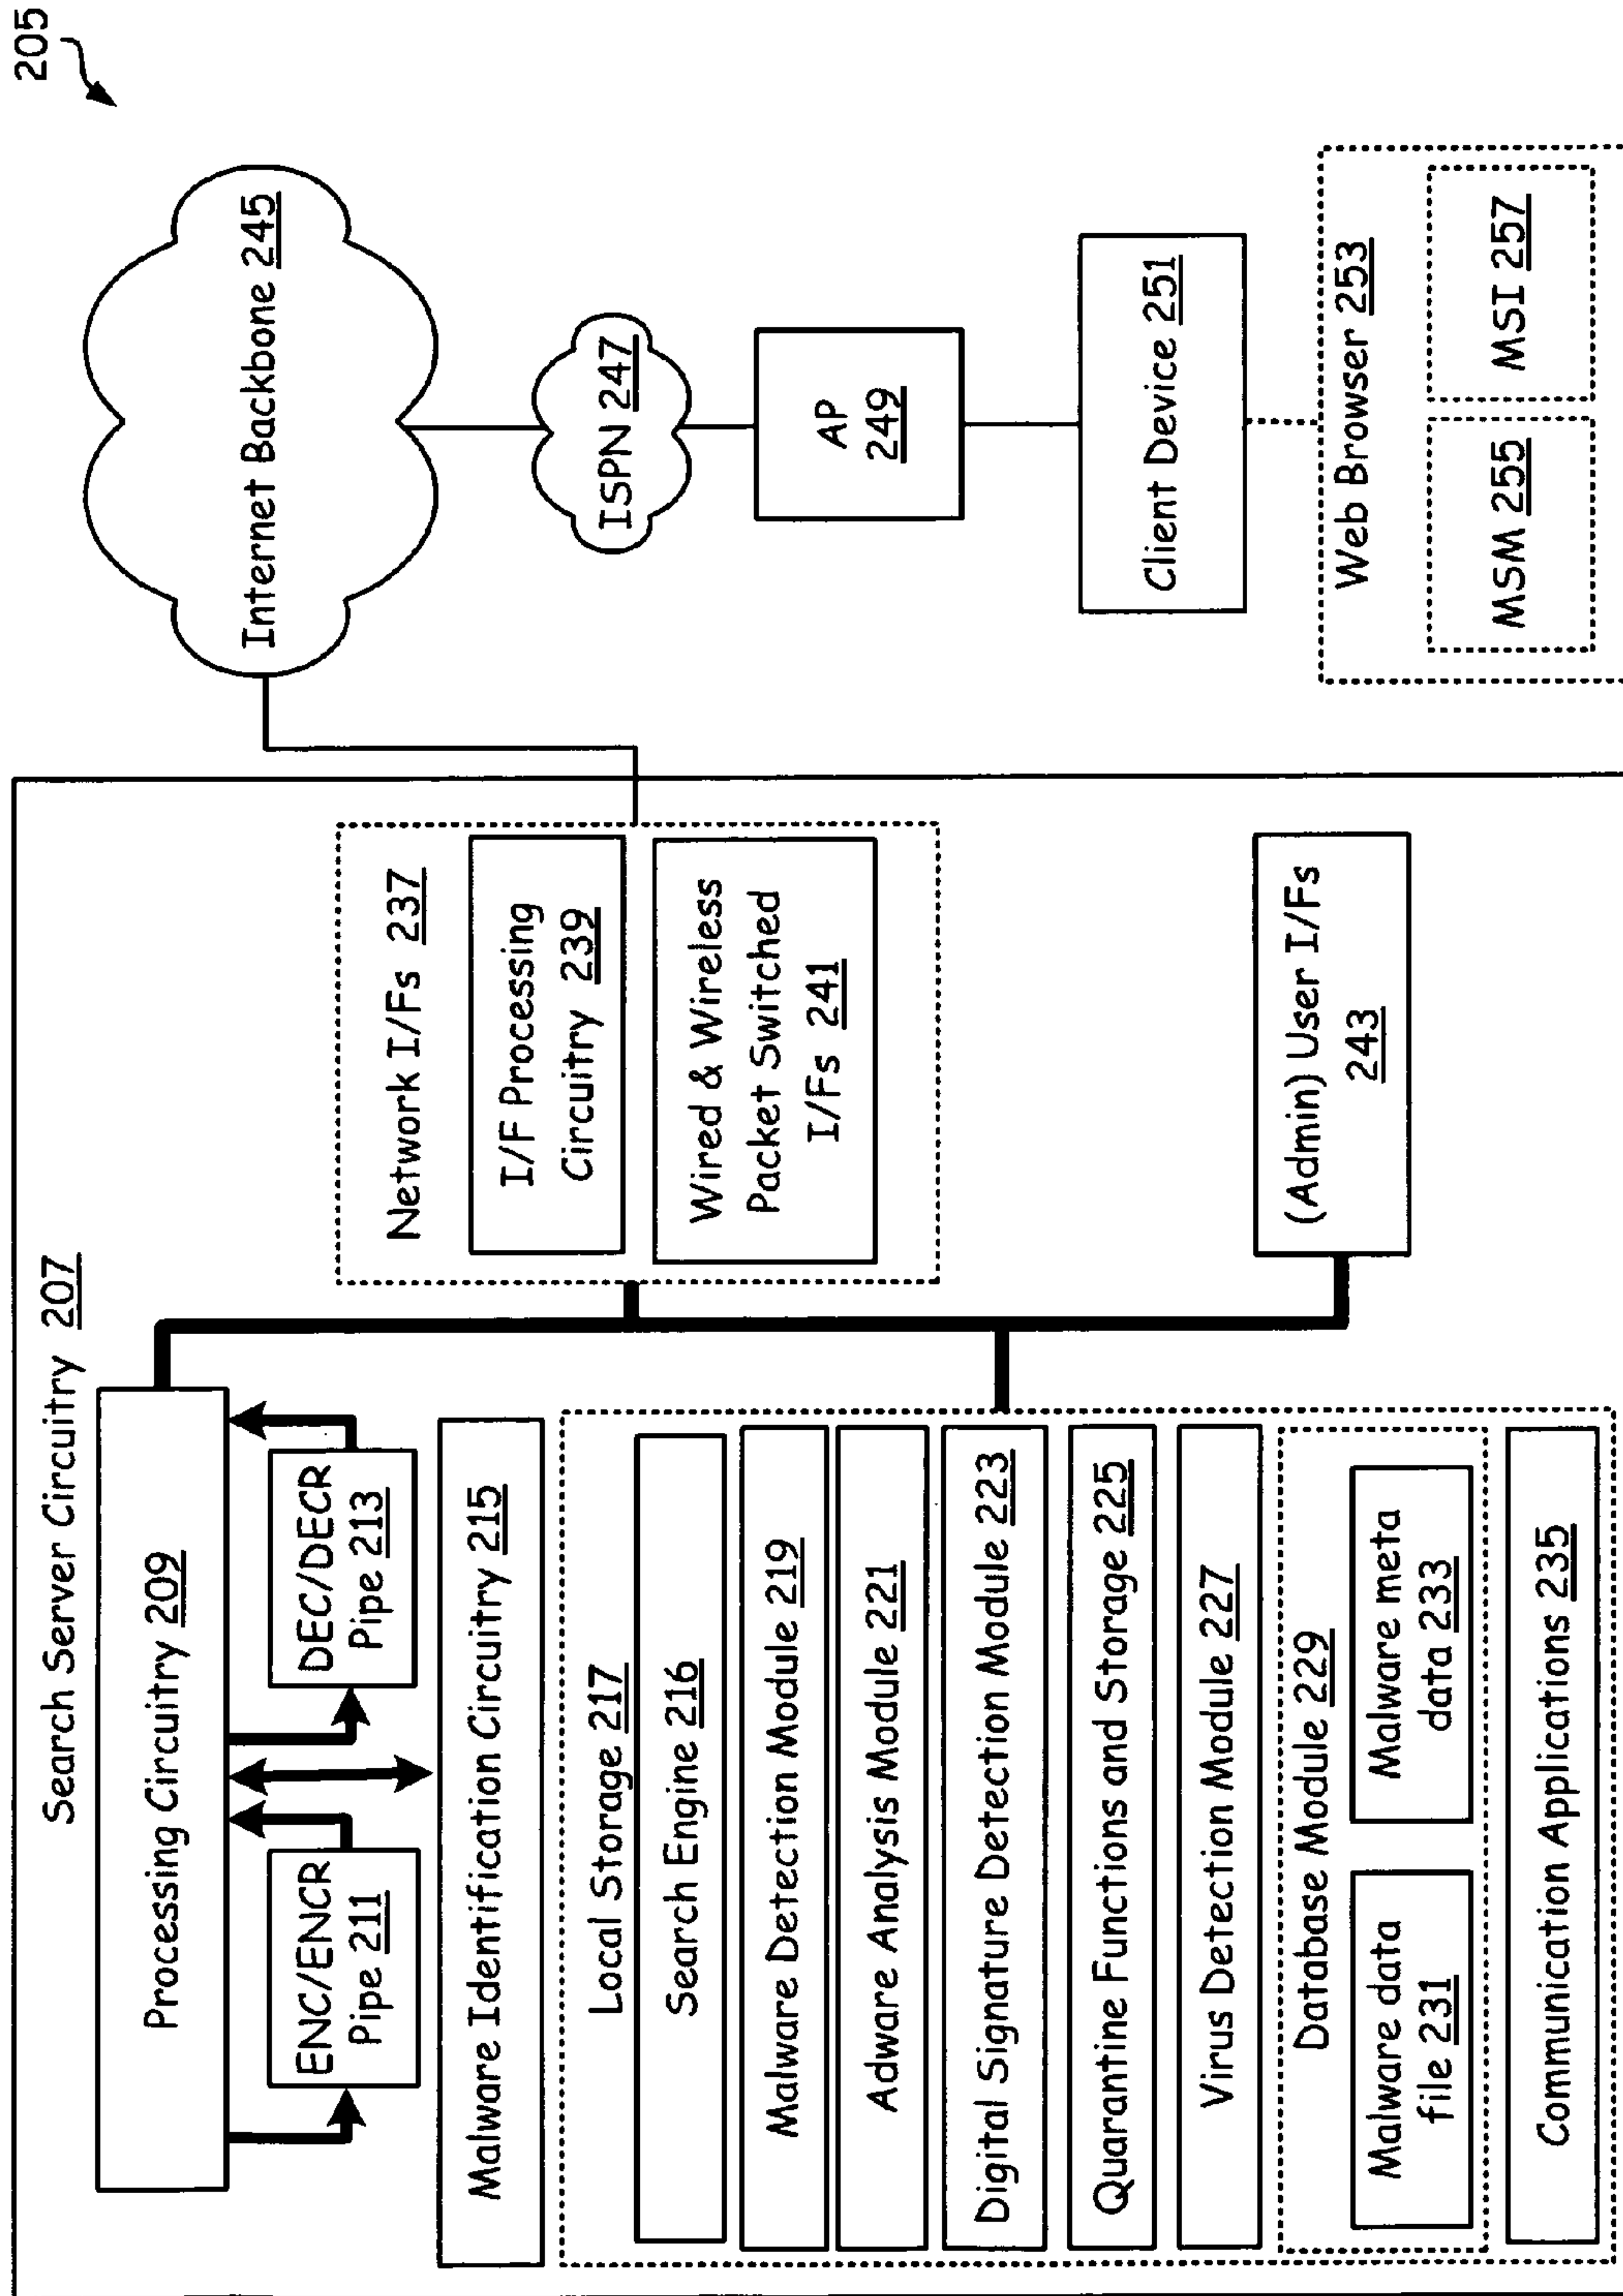 205
Search Server Circuitry 207
Processing Circuitry 209
ENC/ENCR
Pipe 211
DEC/DECR
Pipe 213
Malware Identification Circuitry 215
Local Storage 217
Search Engine 216
Malware Detection Module 219
Adware Analysis Module 221
Digital Signature Detection Module 223
Quarantine Functions and Storage 225
Virus Detection Module 227
Database Module 229
Malware data
file 231
Malware meta
data 233
Communication Applications 235
Network I/Fs 237
I/F Processing
Circuitry 239
Wired & Wireless
Packet Switched
I/Fs 241
(Admin) User I/Fs
243
Internet Backbone 245
ISPN 247
AP
249
Client Device 251
Web Browser 253
MSM 255
MSI 257